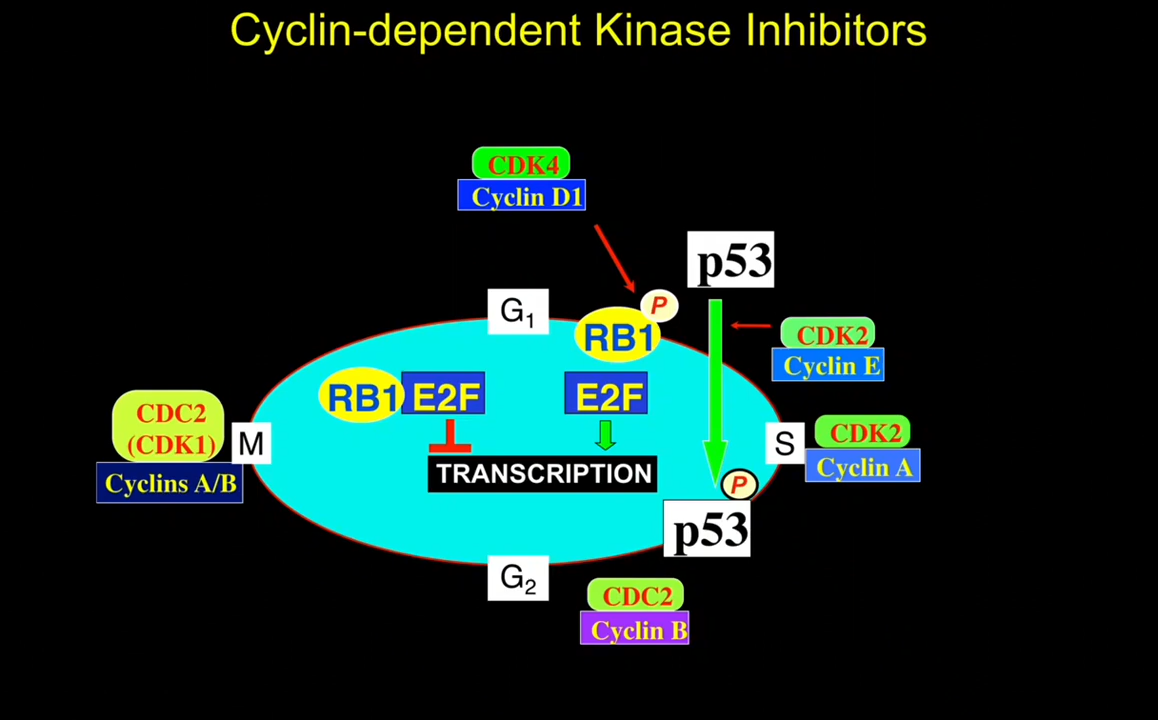 Cyclin-dependent Kinase Inhibitors
CDK4
Cyclin D1
p53
G1
P
RB1
CDK2
Cyclin E
RB1 E2F
E2F
CDC2
(CDK1)
Cyclins A/B
M
S
CDK2
Cyclin A
TRANSCRIPTION
P
p53
G2
CDC2
Cyclin B